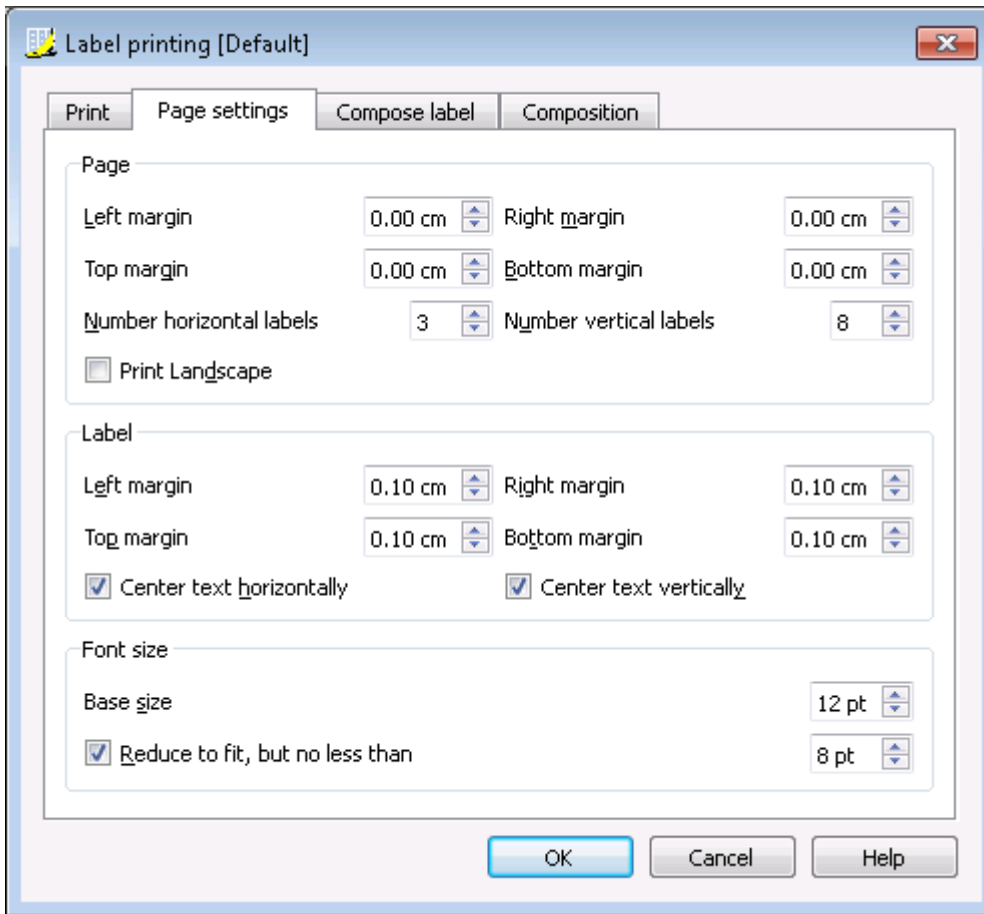 Label printing [Default]
Print Page settings Compose label Composition
Page
Left margin 0.00 cm Right margin 0.00 cm
Top margin 0.00 cm Bottom margin 0.00 cm
Number horizontal labels 3 Number vertical labels 8
Print Landscape
Label
Left margin 0.10 cm Right margin 0.10 cm
Top margin 0.10 cm Bottom margin 0.10 cm
Center text horizontally Center text vertically
Font size
Base size 12 pt
Reduce to fit, but no less than 8 pt
OK Cancel Help